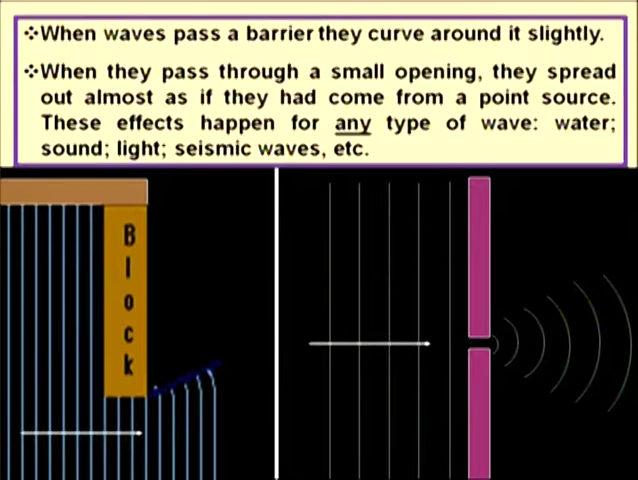 ❖When waves pass a barrier they curve around it slightly.
❖When they pass through a small opening, they spread
out almost as if they had come from a point source.
These effects happen for any type of wave: water;
sound; light; seismic waves, etc.
Block